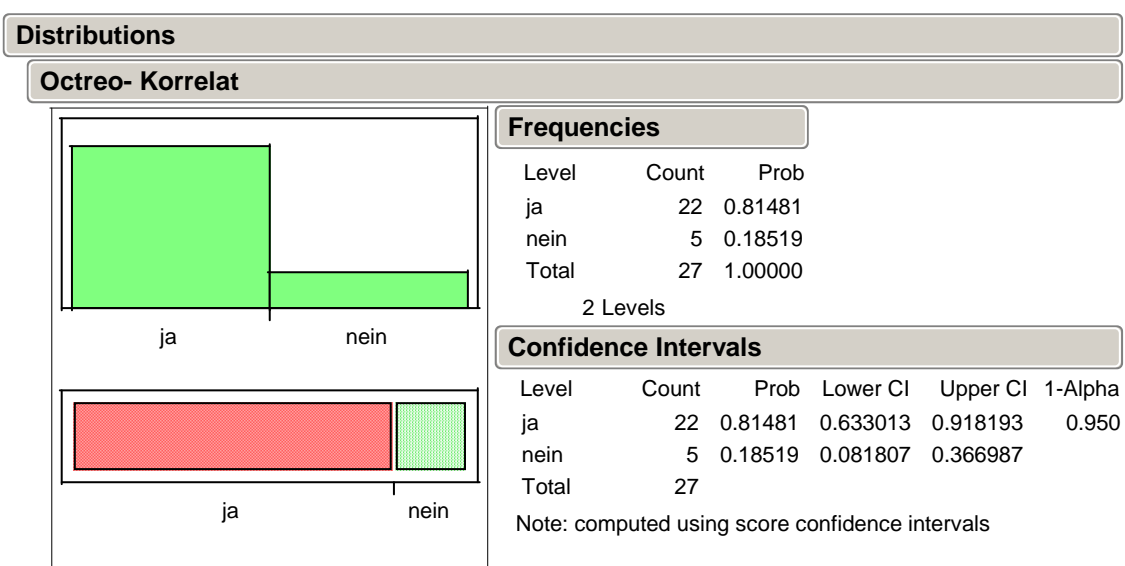 Distributions
Octreo- Korrelat
ja nein
ja nein
Frequencies
Level Count Prob
ja 22 0.81481
nein 5 0.18519
Total 27 1.00000
2 Levels
Confidence Intervals
Level Count Prob Lower CI Upper CI 1-Alpha
ja 22 0.81481 0.633013 0.918193 0.950
nein 5 0.18519 0.081807 0.366987
Total 27
Note: computed using score confidence intervals